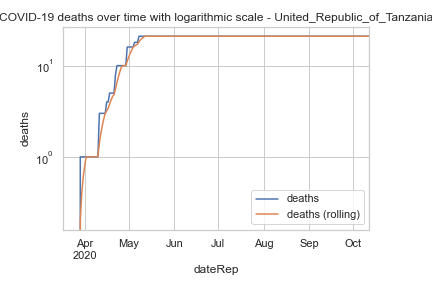 COVID-19 deaths over time with logarithmic scale - United_Republic_of_Tanzania
deaths
10¹
10⁰
deaths
deaths (rolling)
Apr
2020
May
Jun
Jul
Aug
Sep
Oct
dateRep